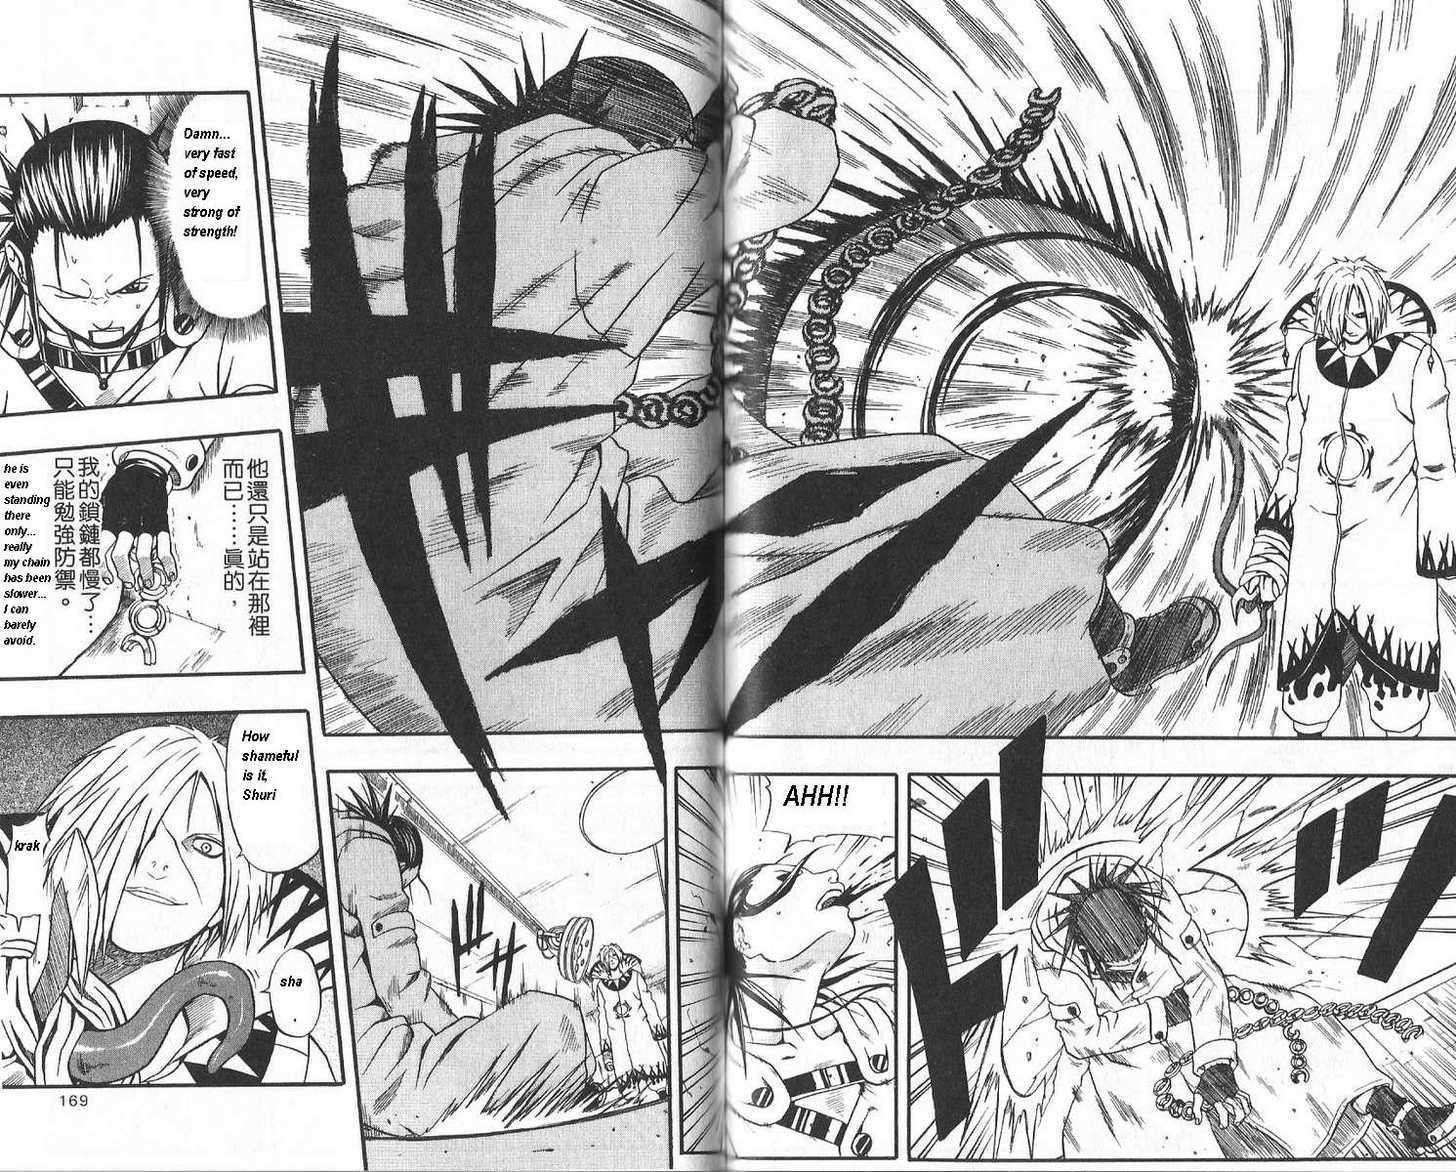 AHH!!
Damn...
very fast
of speed,
very
strong of
strength!
他還只是站在那裡
而已……真的，
我的鎖鏈都慢了…
只能勉強防禦。
he is
even
standing
there
only...
really
my chain
has been
slower...
I can
barely
avoid.
How
shameful
is it,
Shuri
krak
sha
169